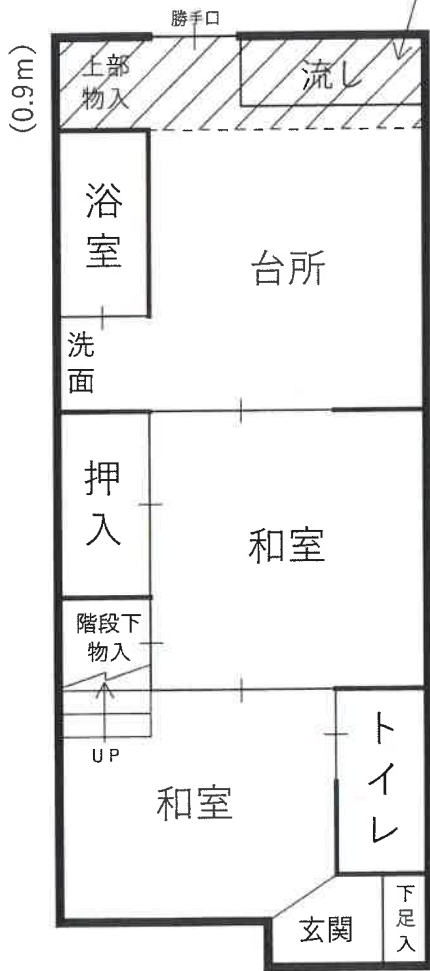 勝手口
(0.9m)
上部
物入
流し
浴室
台所
洗面
押入
和室
階段下
物入
UP
和室
トイレ
玄関
下足入